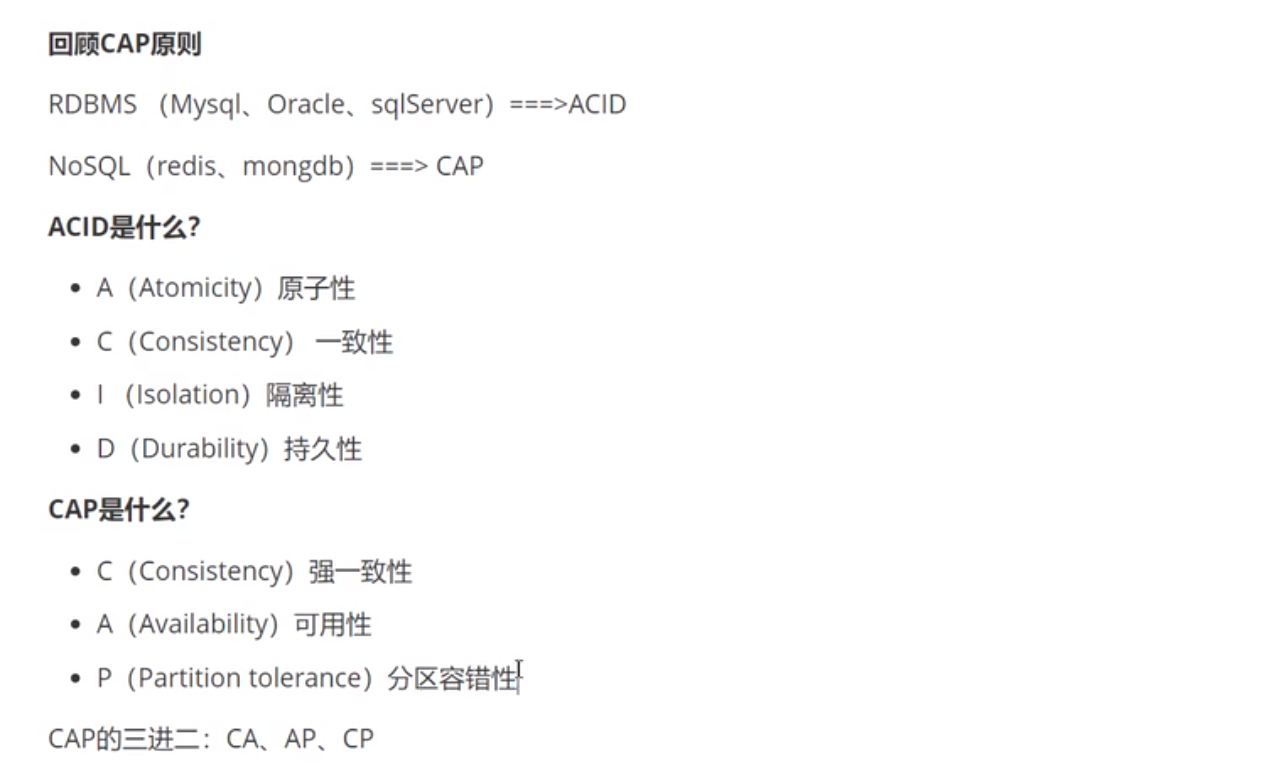 回顾CAP原则
RDBMS （Mysql、Oracle、sqlServer）===>ACID
NoSQL（redis、mongdb）===> CAP
ACID是什么?
• A（Atomicity）原子性
• C（Consistency） 一致性
• I （Isolation）隔离性
• D（Durability）持久性
CAP是什么?
• C（Consistency）强一致性
• A（Availability）可用性
• P（Partition tolerance）分区容错性
CAP的三进二：CA、AP、CP